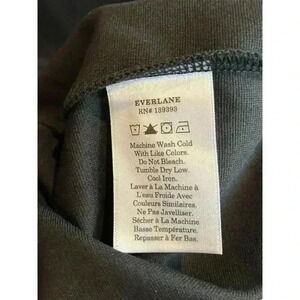 EVERLANE
RN# 139393
Machine Wash Cold
With Like Colors.
Do Not Bleach.
Tumble Dry Low.
Cool Iron.
Laver à La Machine à
L'eau Froide Avec
Couleurs Similaires.
Ne Pas Javelliser.
Sécher à La Machine
Basse Température.
Repasser à Fer Bas.